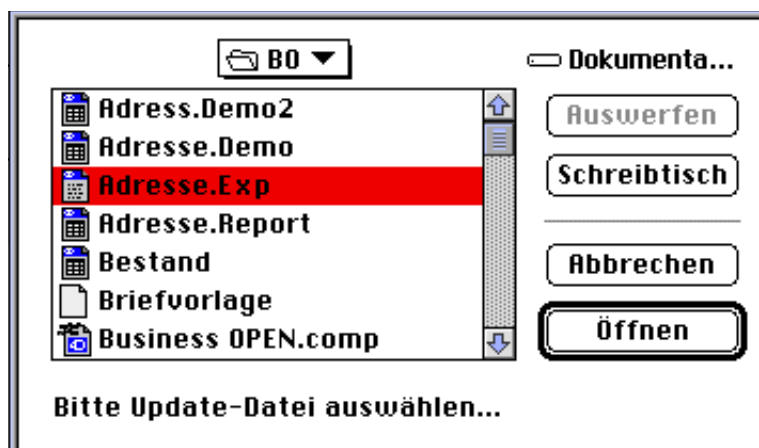 BO
Dokumenta...
Adress.Demo2
Adresse.Demo
Adresse.Exp
Adresse.Report
Bestand
Briefvorlage
Business OPEN.comp
Auswerfen
Schreibtisch
Abbrechen
Öffnen
Bitte Update-Datei auswählen...